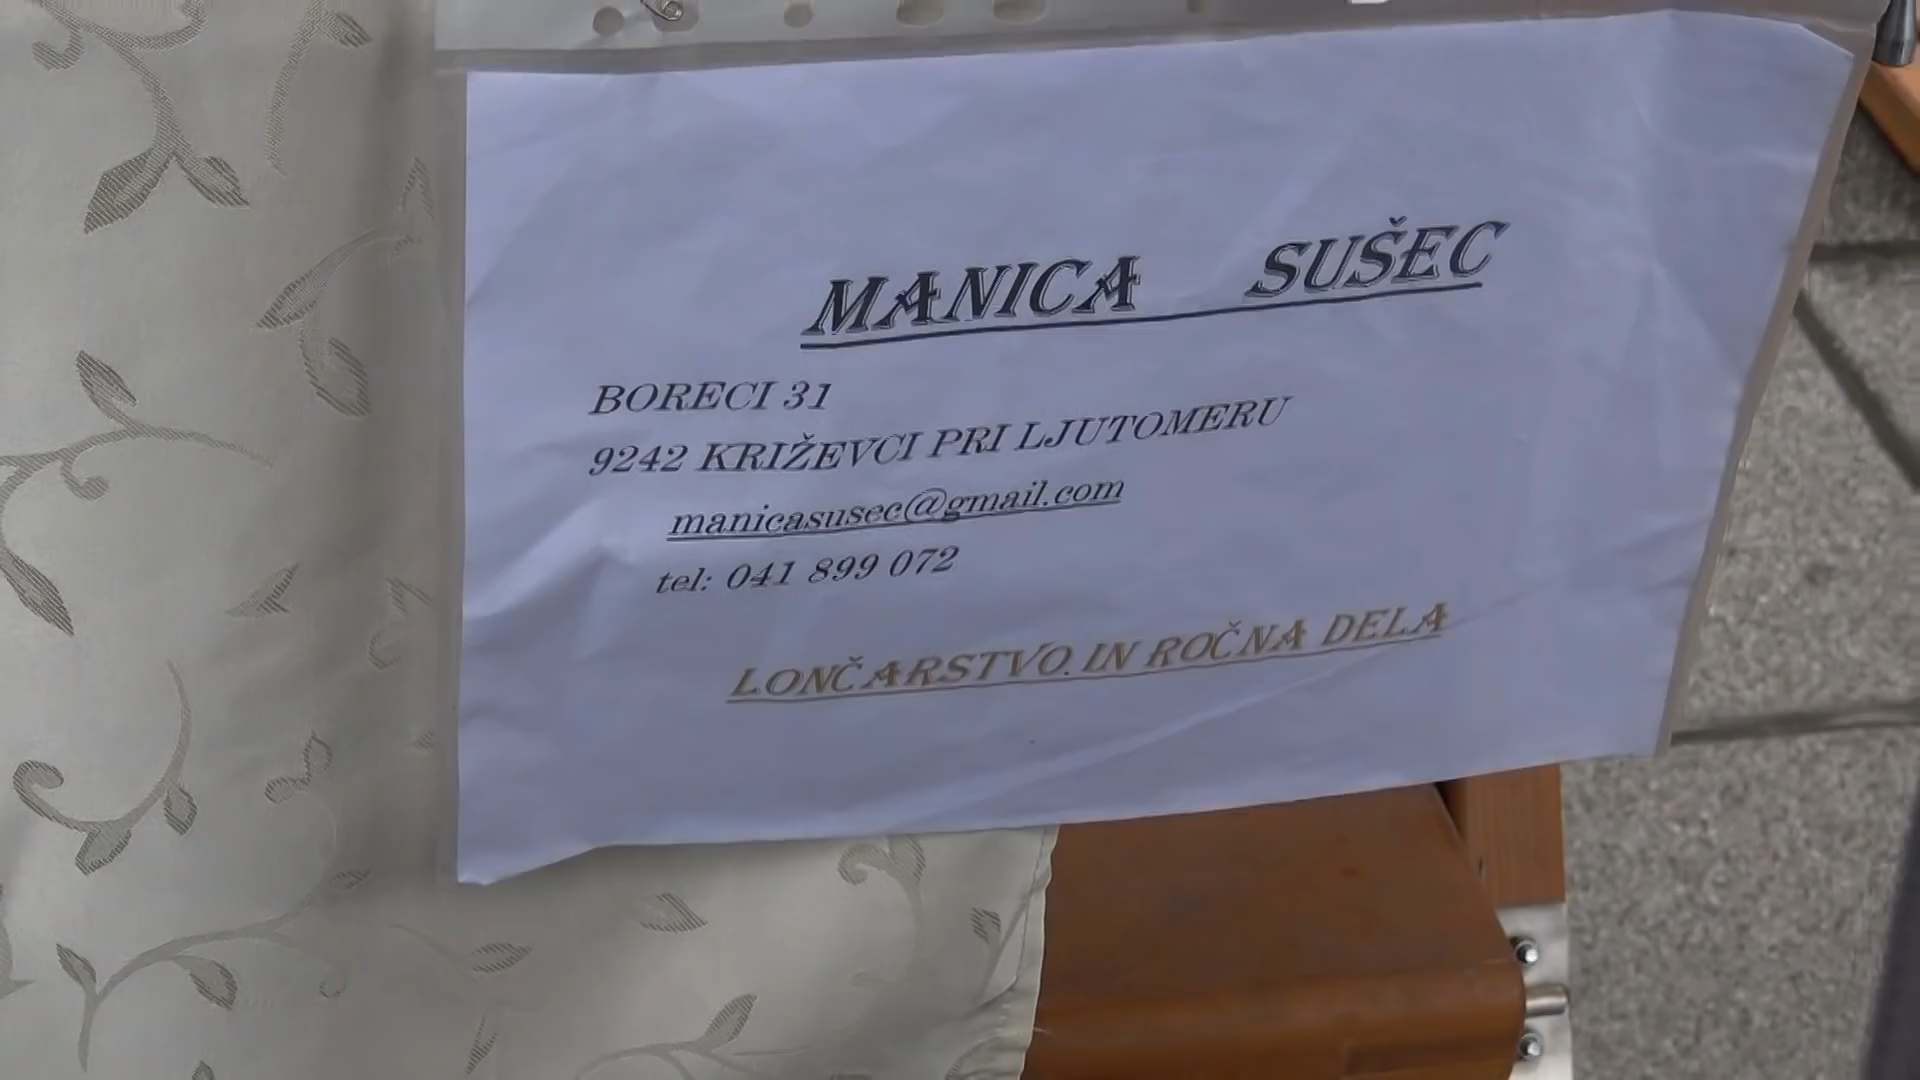 MANICA SUŠEC
BORECI 31
9242 KRIŽEVCI PRI LJUTOMERU
manicasusec@gmail.com
tel: 041 899 072
LONČARSTVO IN ROČNA DELA